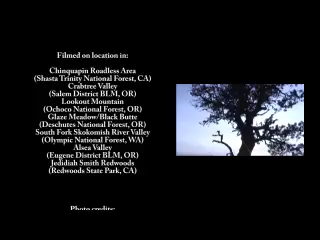 Filmed on location in:
Chinquapin Roadless Area
(Shasta Trinity National Forest, CA)
Crabtree Valley
(Salem District BLM, OR)
Lookout Mountain
(Ochoco National Forest, OR)
Glaze Meadow/Black Butte
(Deschutes National Forest, OR)
South Fork Skokomish River Valley
(Olympic National Forest, WA)
Alsea Valley
(Eugene District BLM, OR)
Jedidiah Smith Redwoods
(Redwoods State Park, CA)
Photo credits: